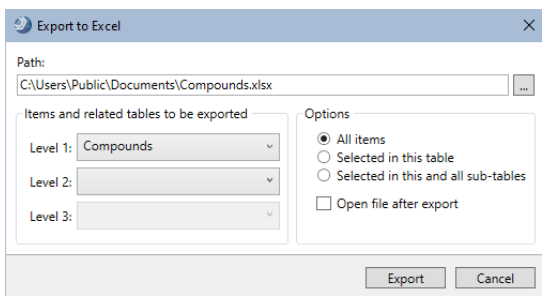 Export to Excel
Path:
C:\Users\Public\Documents\Compounds.xlsx
...
Items and related tables to be exported
Level 1: Compounds
Level 2:
Level 3:
Options
All items
Selected in this table
Selected in this and all sub-tables
Open file after export
Export Cancel